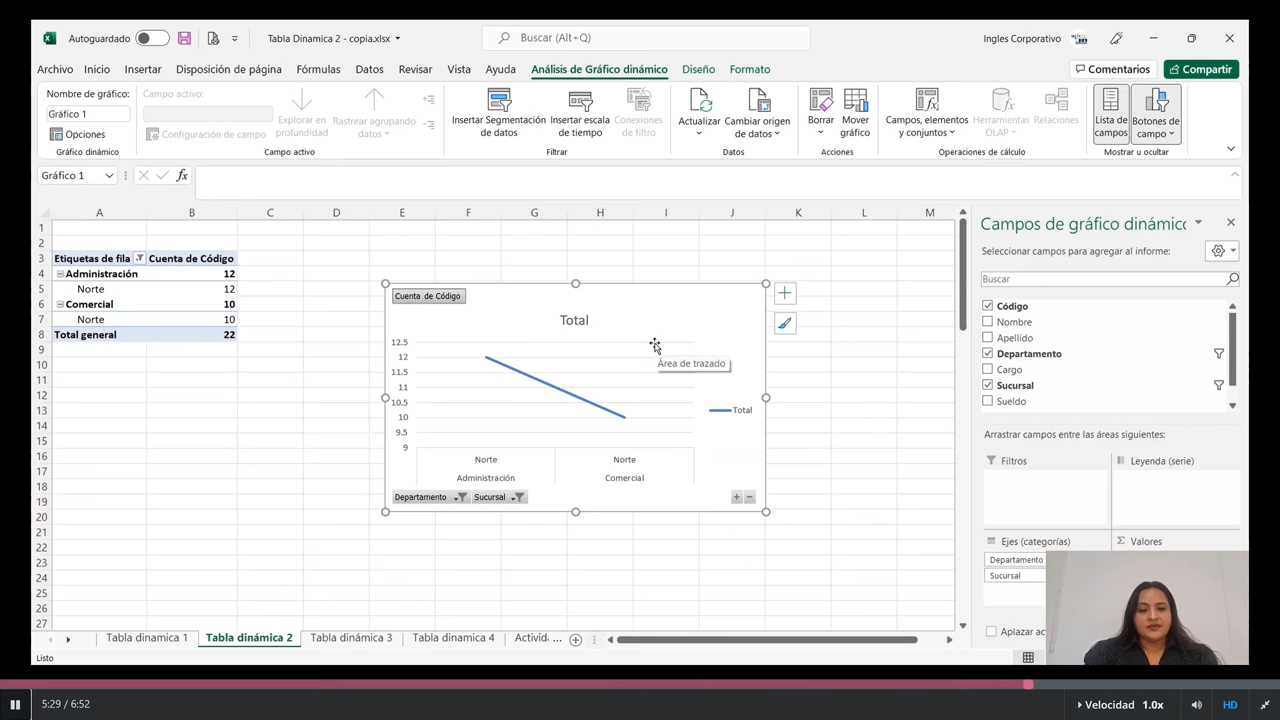 Autoguardado
Tabla Dinamica 2 - copia.xlsx
Buscar (Alt+Q)
Ingles Corporativo
Archivo Inicio Insertar Disposición de página Fórmulas Datos Revisar Vista Ayuda Análisis de Gráfico dinámico Diseño Formato
Comentarios
Compartir
Nombre de gráfico:
Gráfico 1
Opciones
Gráfico dinámico
Campo activo:
Configuración de campo
Explorar en profundidad
Rastrear agrupando datos
Campo activo
Insertar Segmentación de datos
Insertar escala de tiempo
Conexiones de filtro
Filtrar
Actualizar
Cambiar origen de datos
Datos
Borrar
Mover gráfico
Acciones
Campos, elementos y conjuntos
Herramientas OLAP
Relaciones
Operaciones de cálculo
Lista de campos
Botones de campo
Mostrar u ocultar
Gráfico 1
fx
A B C D E F G H I J K L M
1
2
3 Etiquetas de fila Cuenta de Código
4 Administración 12
5 Norte 12
6 Comercial 10
7 Norte 10
8 Total general 22
9
10
11
12
13
14
15
16
17
18
19
20
21
22
23
24
25
26
27
Cuenta de Código
Total
12.5
12
11.5
11
10.5
10
9.5
9
Área de trazado
Total
Norte Norte
Administración Comercial
Departamento Sucursal
Campos de gráfico dinámicc
Seleccionar campos para agregar al informe:
Buscar
Código
Nombre
Apellido
Departamento
Cargo
Sucursal
Sueldo
Arrastrar campos entre las áreas siguientes:
Filtros
Leyenda (serie)
Ejes (categorías)
Σ Valores
Departamento
Sucursal
Aplazar ac
Tabla dinamica 1 Tabla dinámica 2 Tabla dinámica 3 Tabla dinamica 4 Activid ...
Listo
5:29 / 6:52
Velocidad 1.0x
HD